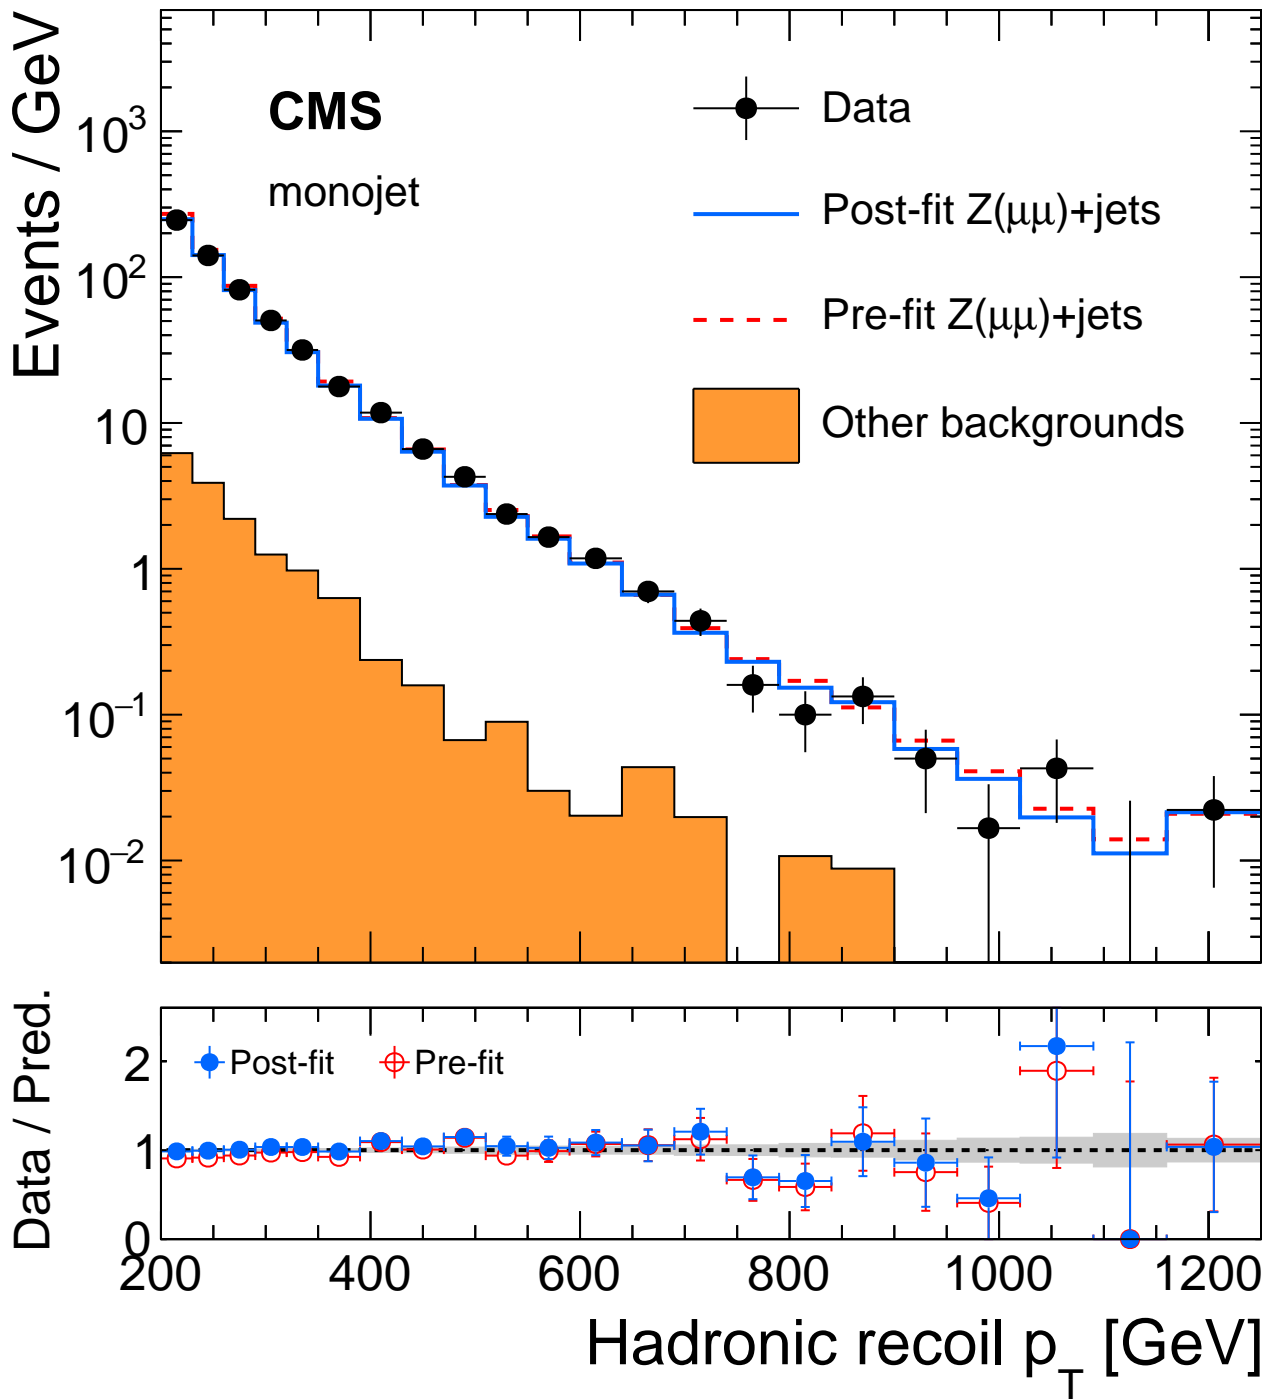 Events / GeV
CMS
monojet
Data
Post-fit Z(μμ)+jets
Pre-fit Z(μμ)+jets
Other backgrounds
10³
10²
10
1
10⁻¹
10⁻²
Data / Pred.
Post-fit
Pre-fit
2
1
0
200 400 600 800 1000 1200
Hadronic recoil p_T [GeV]